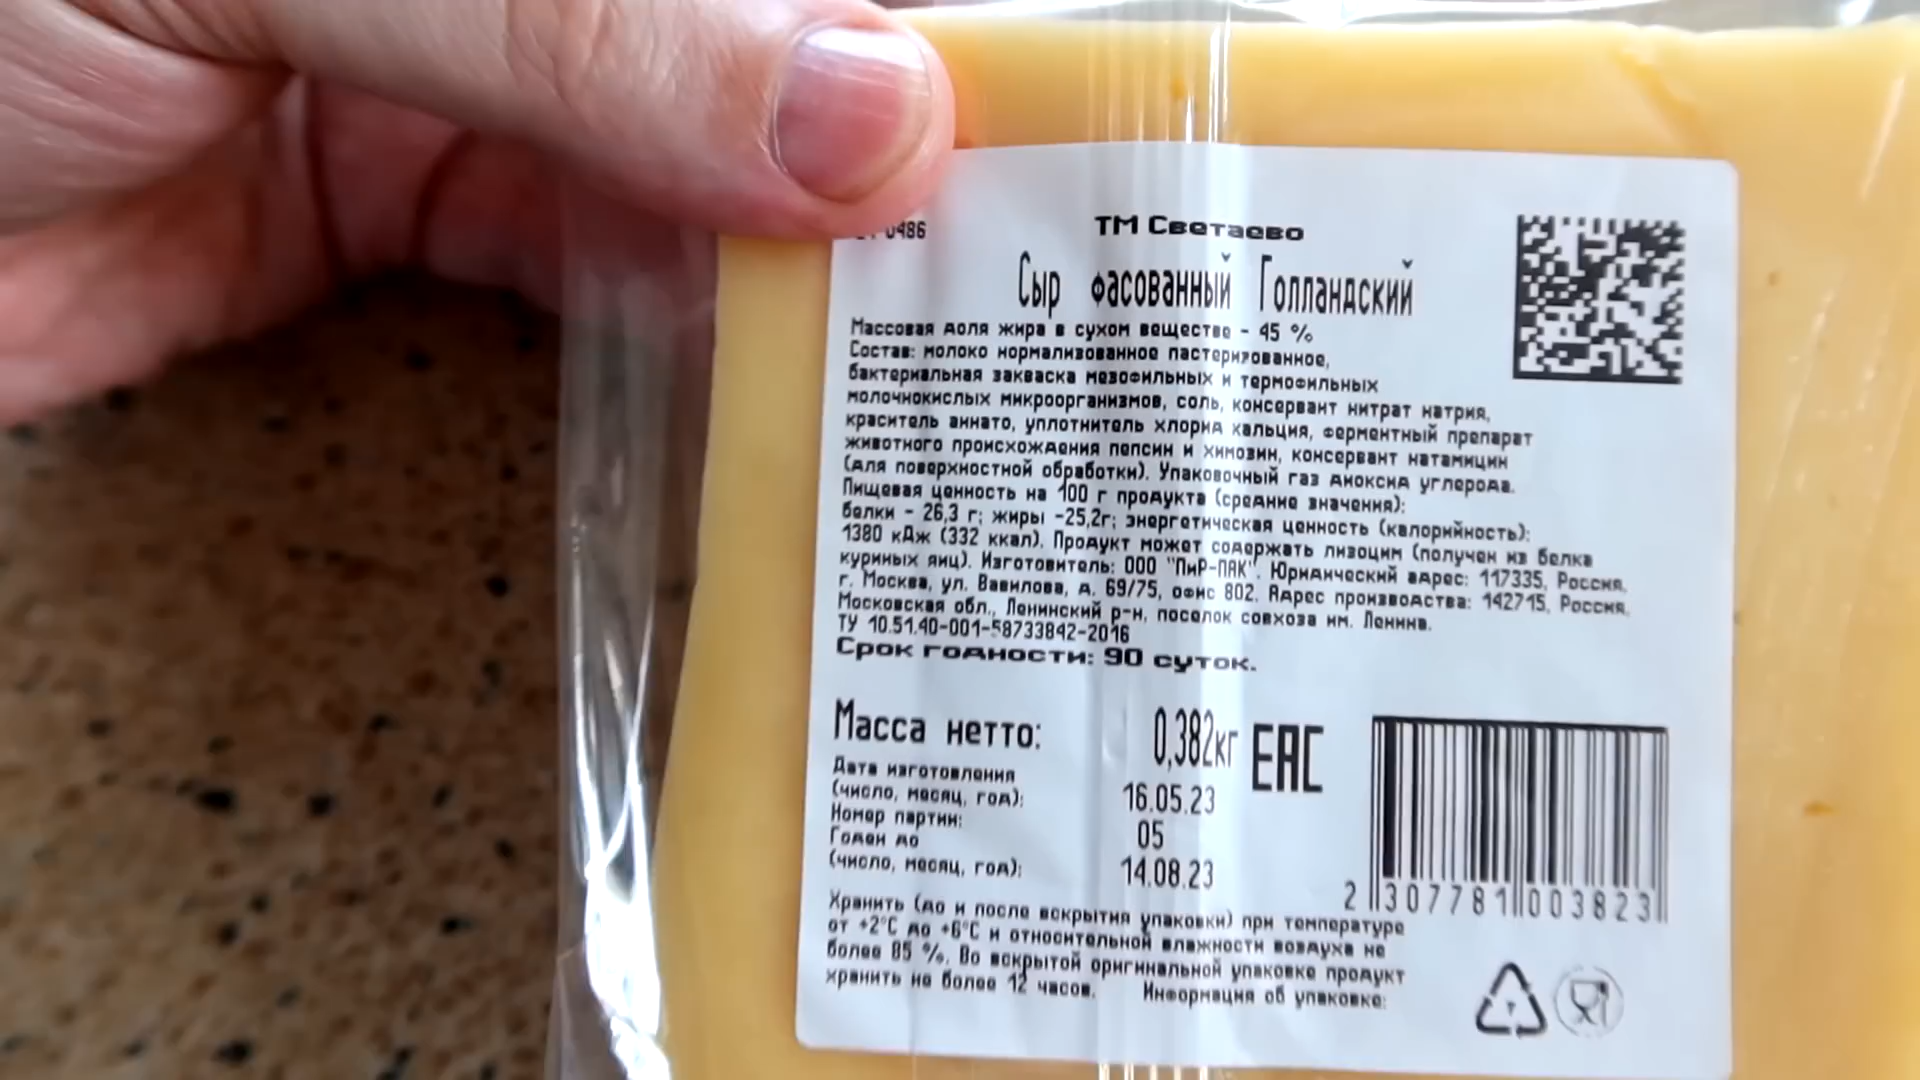 0486
ТМ Светаево
Сыр фасованный Голландский
Массовая доля жира в сухом веществе - 45 %
Состав: молоко нормализованное пастеризованное,
бактериальная закваска мезофильных и термофильных
молочнокислых микроорганизмов, соль, консервант нитрат натрия,
краситель аннато, уплотнитель хлорид кальция, ферментный препарат
животного происхождения пепсин и химозин, консервант натамицин
(для поверхностной обработки). Упаковочный газ диоксид углерода.
Пищевая ценность на 100 г продукта (средние значения):
белки - 26,3 г; жиры -25,2г; энергетическая ценность (калорийность):
1380 кДж (332 ккал). Продукт может содержать лизоцим (получен из белка
куриных яиц). Изготовитель: ООО "ПиР-ПАК". Юридический адрес: 117335, Россия,
г. Москва, ул. Вавилова, д. 69/75, офис 802. Адрес производства: 142715, Россия,
Московская обл., Ленинский р-н, поселок совхоза им. Ленина.
ТУ 10.51.40-001-58733842-2016
Срок годности: 90 суток.
Масса нетто: 0,382кг EAC
Дата изготовления
(число, месяц, год): 16.05.23
Номер партии: 05
Годен до
(число, месяц, год): 14.08.23
2 307781 003823
Хранить (до и после вскрытия упаковки) при температуре
от +2°С до +6°С и относительной влажности воздуха не
более 85 %. Во вскрытой оригинальной упаковке продукт
хранить не более 12 часов. Информация об упаковке: